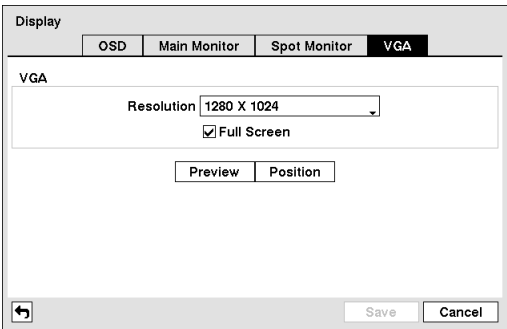 Display
OSD Main Monitor Spot Monitor VGA
VGA
Resolution 1280 X 1024
Full Screen
Preview Position
Save Cancel